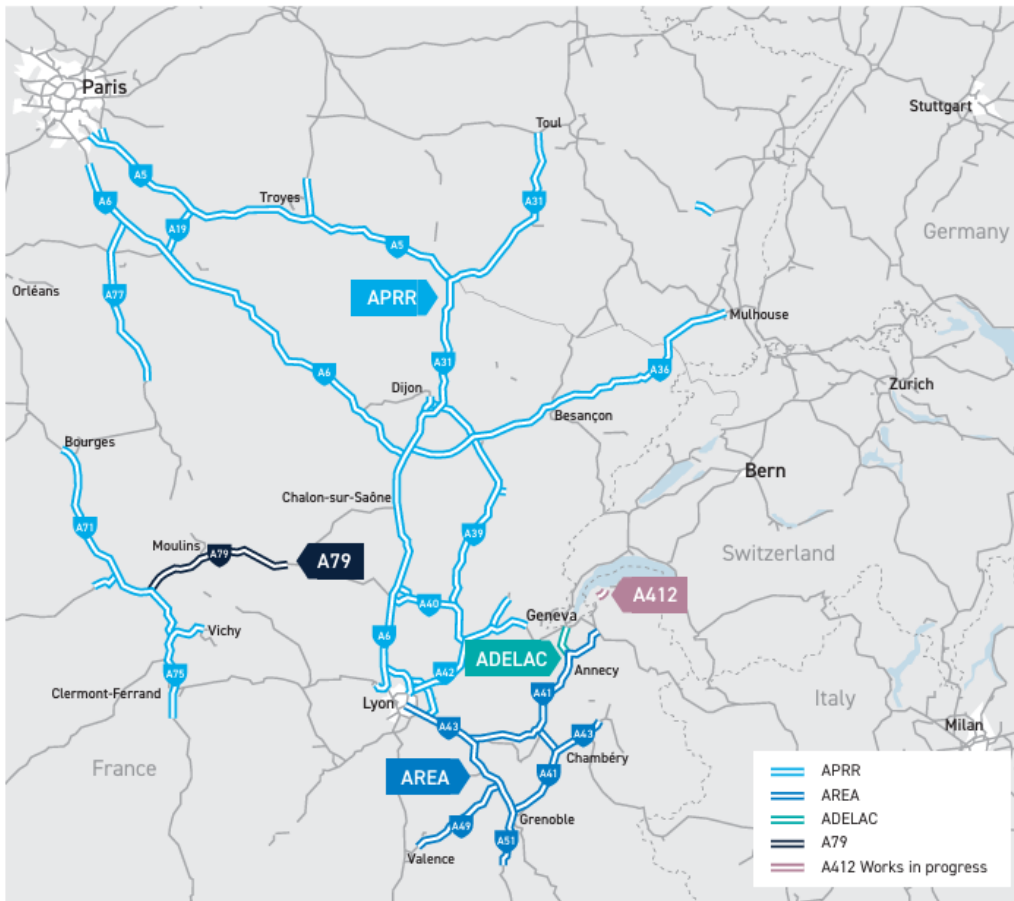 Paris
Stuttgart
Toul
A5
Troyes
A6
A31
A19
A5
Germany
Orléans
A77
APRR
Mulhouse
A31
A6
A36
Dijon
Zurich
Besançon
Bourges
Bern
Chalon-sur-Saône
A71
A39
Moulins
A79
A79
Switzerland
A412
A40
Geneva
Vichy
A6
ADELAC
A42
Annecy
A75
Clermont-Ferrand
A41
Italy
Lyon
Milan
A43
A43
France
Chambéry
AREA
A41
Grenoble
A49
A51
Valence
APRR
AREA
ADELAC
A79
A412 Works in progress